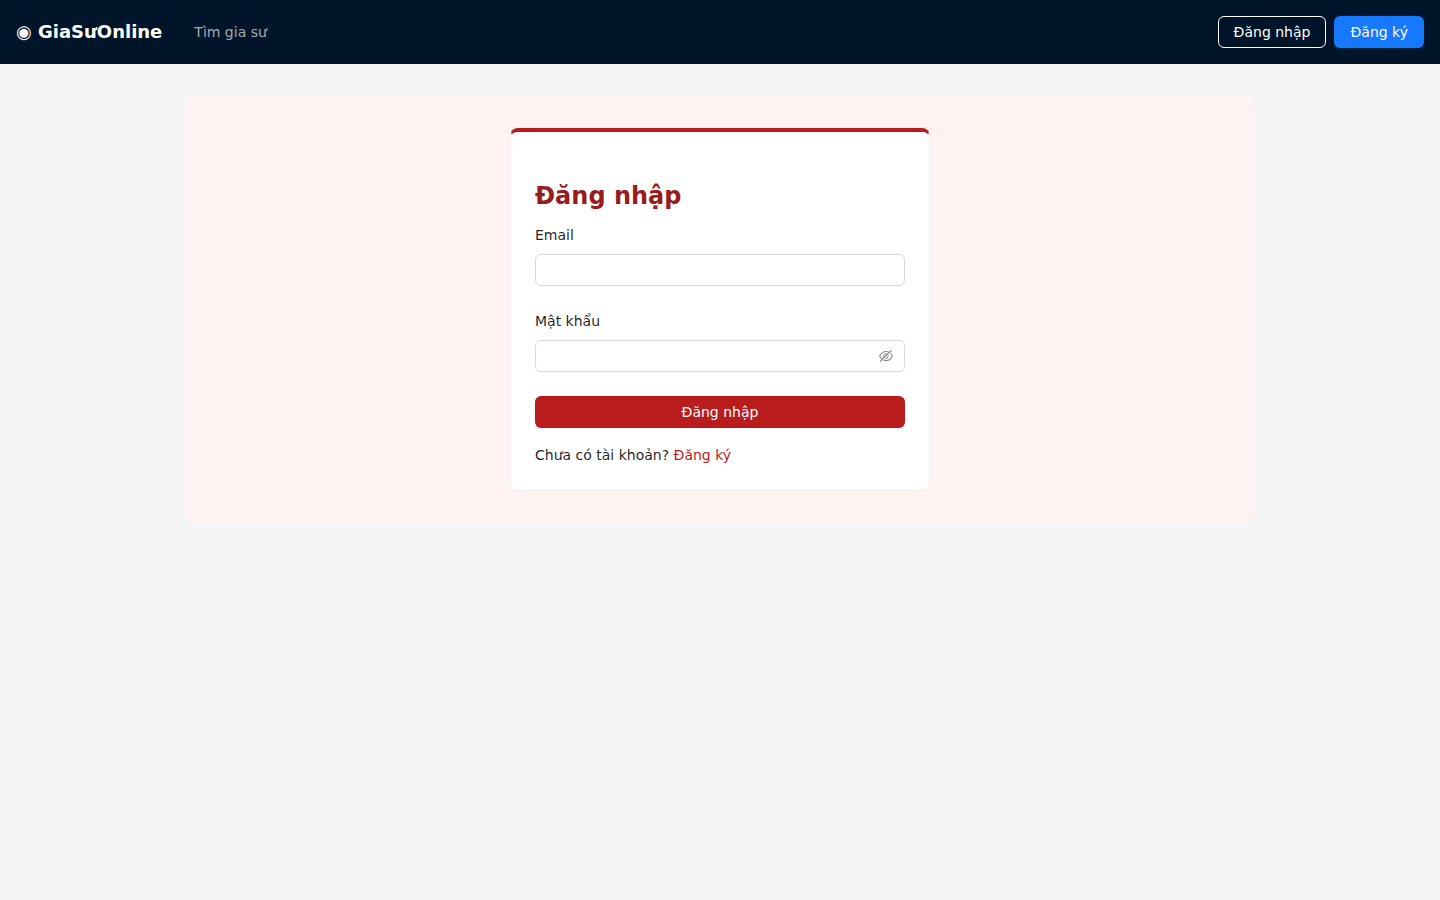 ◉ GiaSưOnline Tìm gia sư Đăng nhập Đăng ký
Đăng nhập
Email
Mật khẩu
Đăng nhập
Chưa có tài khoản? Đăng ký